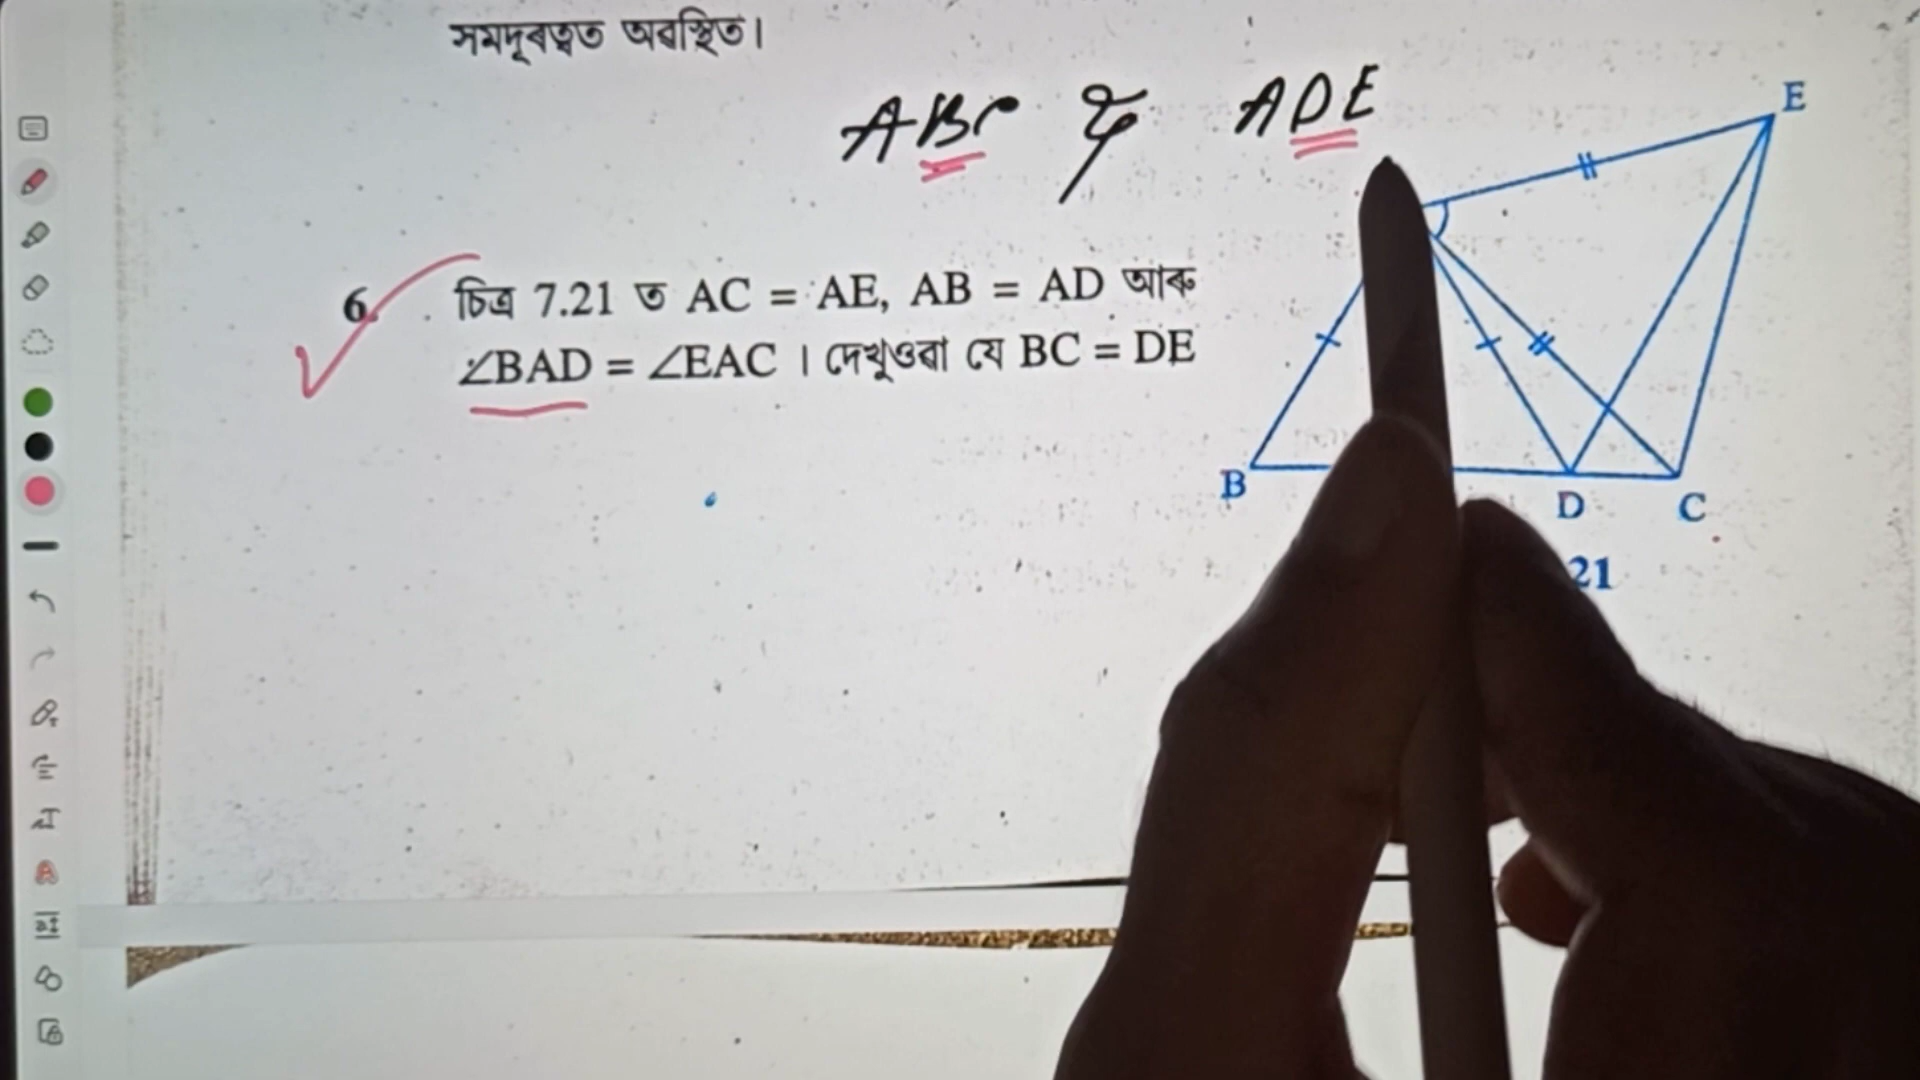 সমদূৰত্বত অৱস্থিত।
ABC ও ADE
E
6. চিত্ৰ 7.21 ত AC = AE, AB = AD আৰু
∠BAD = ∠EAC । দেখুওৱা যে BC = DE
B D C
21